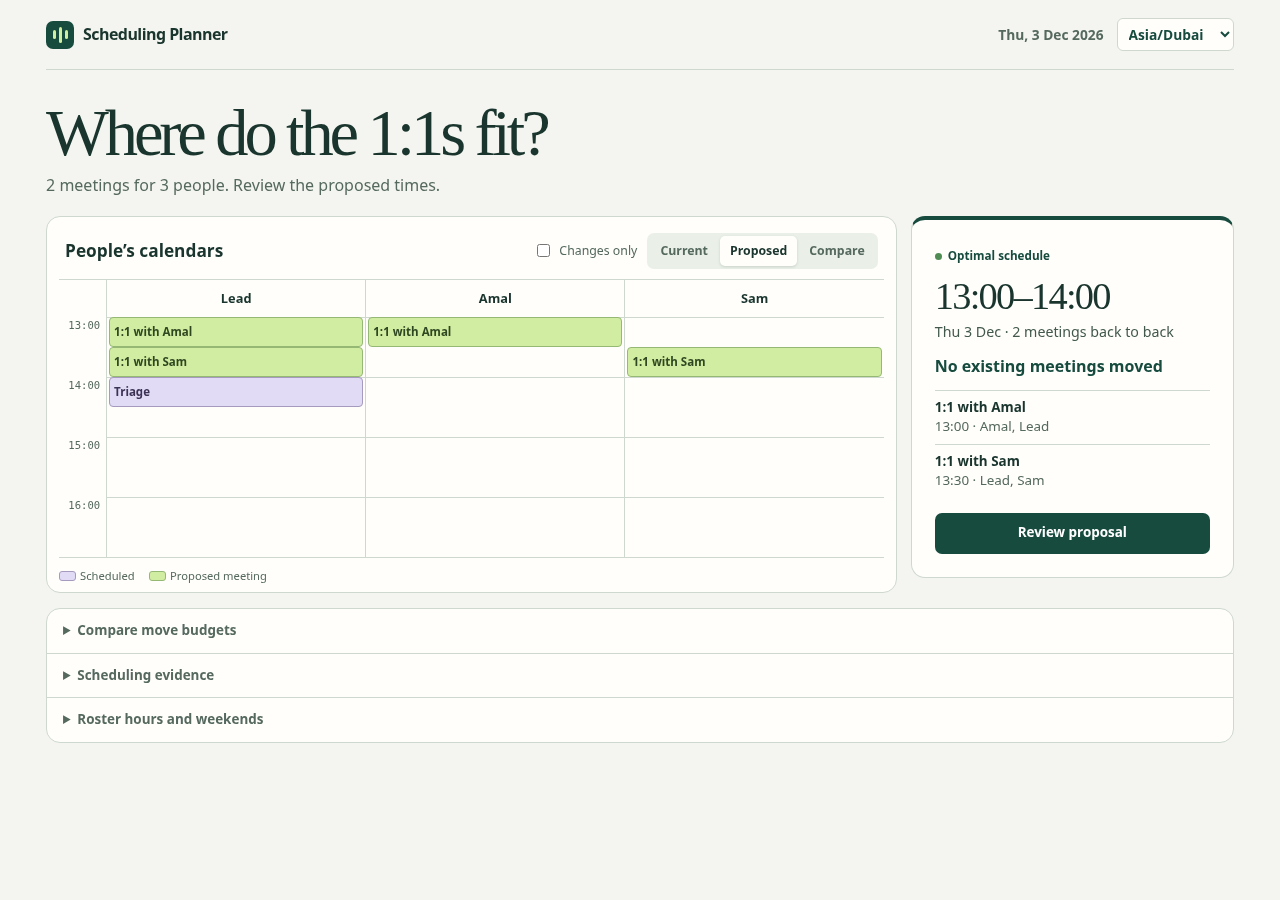 Scheduling Planner
Thu, 3 Dec 2026
Asia/Dubai
Where do the 1:1s fit?
2 meetings for 3 people. Review the proposed times.
People’s calendars
Changes only
Current
Proposed
Compare
Lead
Amal
Sam
13:00
1:1 with Amal
1:1 with Amal
1:1 with Sam
1:1 with Sam
14:00
Triage
15:00
16:00
Scheduled
Proposed meeting
Optimal schedule
13:00–14:00
Thu 3 Dec · 2 meetings back to back
No existing meetings moved
1:1 with Amal
13:00 · Amal, Lead
1:1 with Sam
13:30 · Lead, Sam
Review proposal
Compare move budgets
Scheduling evidence
Roster hours and weekends